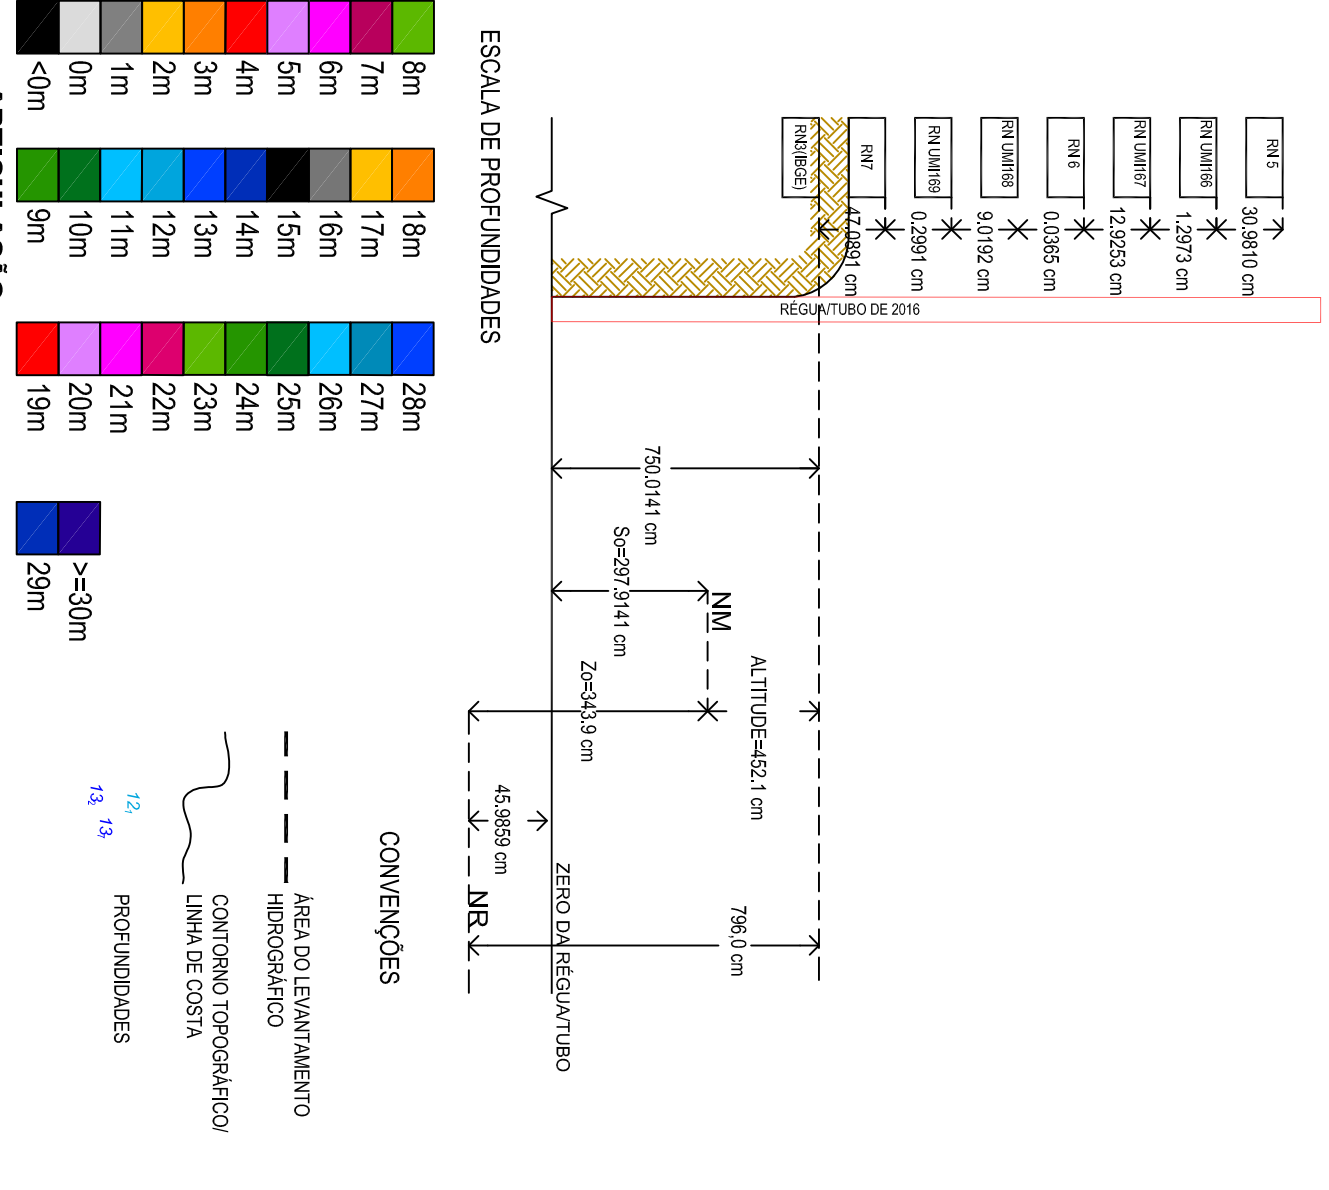 RN 5
30.9810 cm
RN UMI166
1.2973 cm
RN UMI167
12.9253 cm
RN 6
0.0365 cm
RN UMI168
9.0192 cm
RN UMI169
0.2991 cm
RN7
47.0891 cm
RN3(IBGE)
RÉGUA/TUBO DE 2016
750.0141 cm
NM
So=297.9141 cm
ALTITUDE=452.1 cm
Zo=343.9 cm
796,0 cm
45.9859 cm
ZERO DA RÉGUA/TUBO
NR
ESCALA DE PROFUNDIDADES
8m
7m
6m
5m
4m
3m
2m
1m
0m
<0m
18m
17m
16m
15m
14m
13m
12m
11m
10m
9m
28m
27m
26m
25m
24m
23m
22m
21m
20m
19m
>=30m
29m
CONVENÇÕES
ÁREA DO LEVANTAMENTO
HIDROGRÁFICO
CONTORNO TOPOGRÁFICO/
LINHA DE COSTA
12₁
13₂ 13₇
PROFUNDIDADES